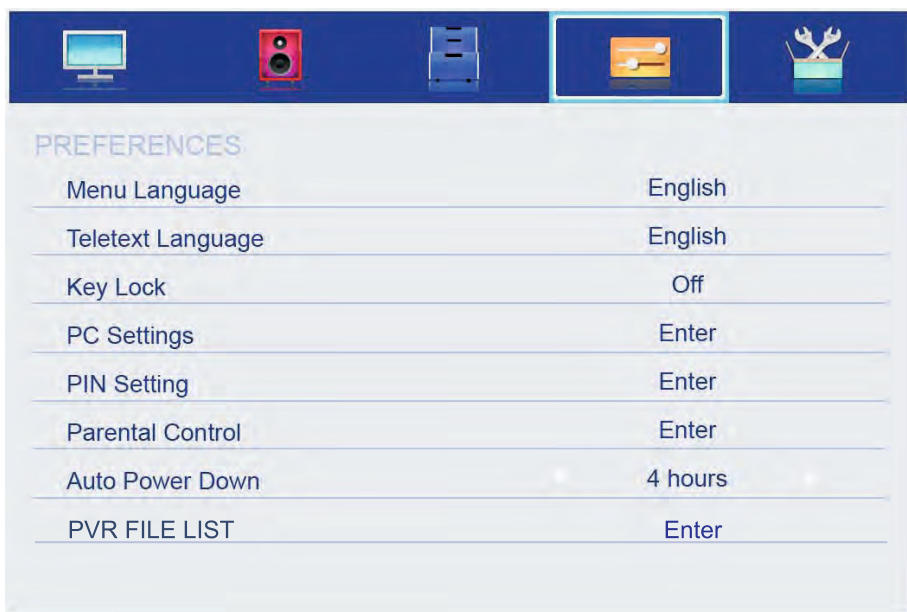 PREFERENCES
Menu Language English
Teletext Language English
Key Lock Off
PC Settings Enter
PIN Setting Enter
Parental Control Enter
Auto Power Down 4 hours
PVR FILE LIST Enter